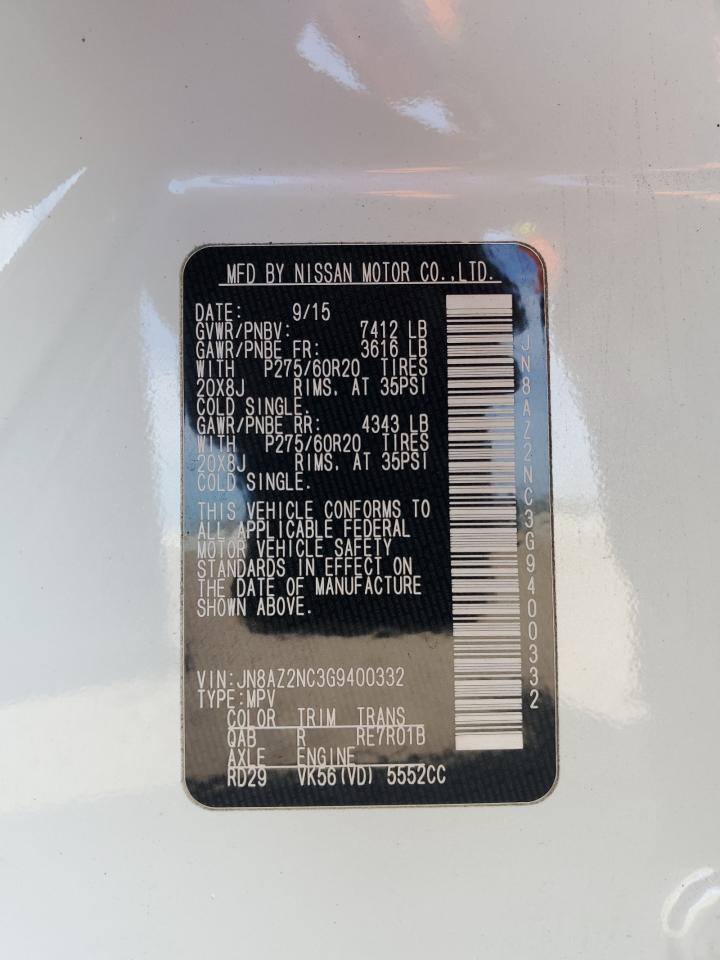 MFD BY NISSAN MOTOR CO.,LTD.
DATE: 9/15
GVWR/PNBV: 7412 LB
GAWR/PNBE FR: 3616 LB
WITH P275/60R20 TIRES
20X8J RIMS, AT 35PSI
COLD SINGLE.
GAWR/PNBE RR: 4343 LB
WITH P275/60R20 TIRES
20X8J RIMS, AT 35PSI
COLD SINGLE.
THIS VEHICLE CONFORMS TO
ALL APPLICABLE FEDERAL
MOTOR VEHICLE SAFETY
STANDARDS IN EFFECT ON
THE DATE OF MANUFACTURE
SHOWN ABOVE.
VIN:JN8AZ2NC3G9400332
TYPE:MPV
COLOR TRIM TRANS
QAB R RE7R01B
AXLE ENGINE
RD29 VK56(VD) 5552CC
JN8AZ2NC3G9400332